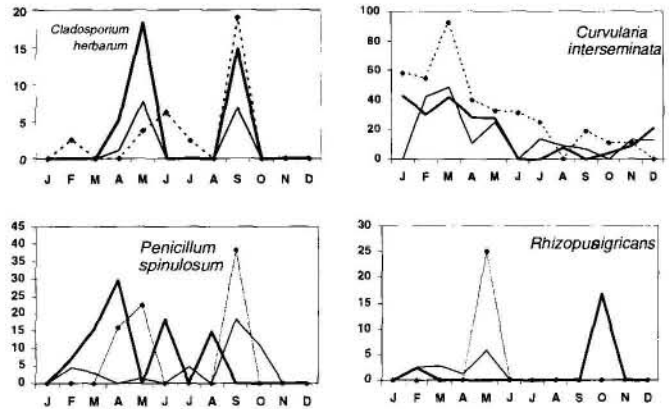 Cladosporium
herbarum
20
15
10
5
0
J F M A M J J A S O N D
Curvularia
interseminata
100
80
60
40
20
0
J F M A M J J A S O N D
Penicillum
spinulosum
45
40
35
30
25
20
15
10
5
0
J F M A M J J A S O N D
Rhizopusnigricans
30
25
20
15
10
5
0
J F M A M J J A S O N D